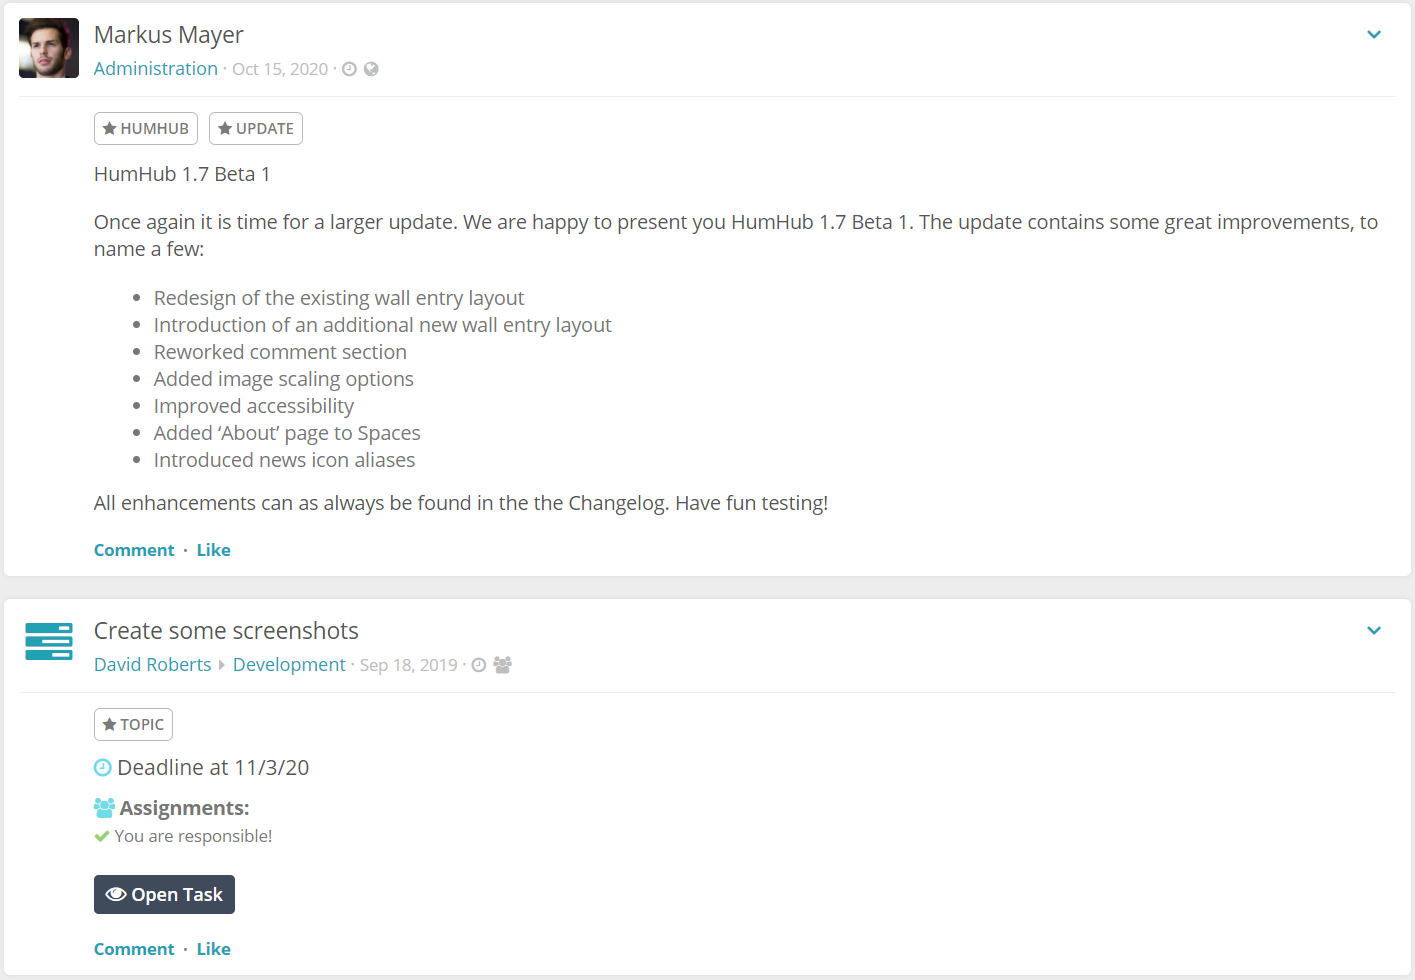 Markus Mayer
Administration · Oct 15, 2020 ·
HUMHUB UPDATE
HumHub 1.7 Beta 1
Once again it is time for a larger update. We are happy to present you HumHub 1.7 Beta 1. The update contains some great improvements, to
name a few:
• Redesign of the existing wall entry layout
• Introduction of an additional new wall entry layout
• Reworked comment section
• Added image scaling options
• Improved accessibility
• Added ‘About’ page to Spaces
• Introduced news icon aliases
All enhancements can as always be found in the the Changelog. Have fun testing!
Comment · Like
Create some screenshots
David Roberts Development · Sep 18, 2019 ·
TOPIC
Deadline at 11/3/20
Assignments:
You are responsible!
Open Task
Comment · Like